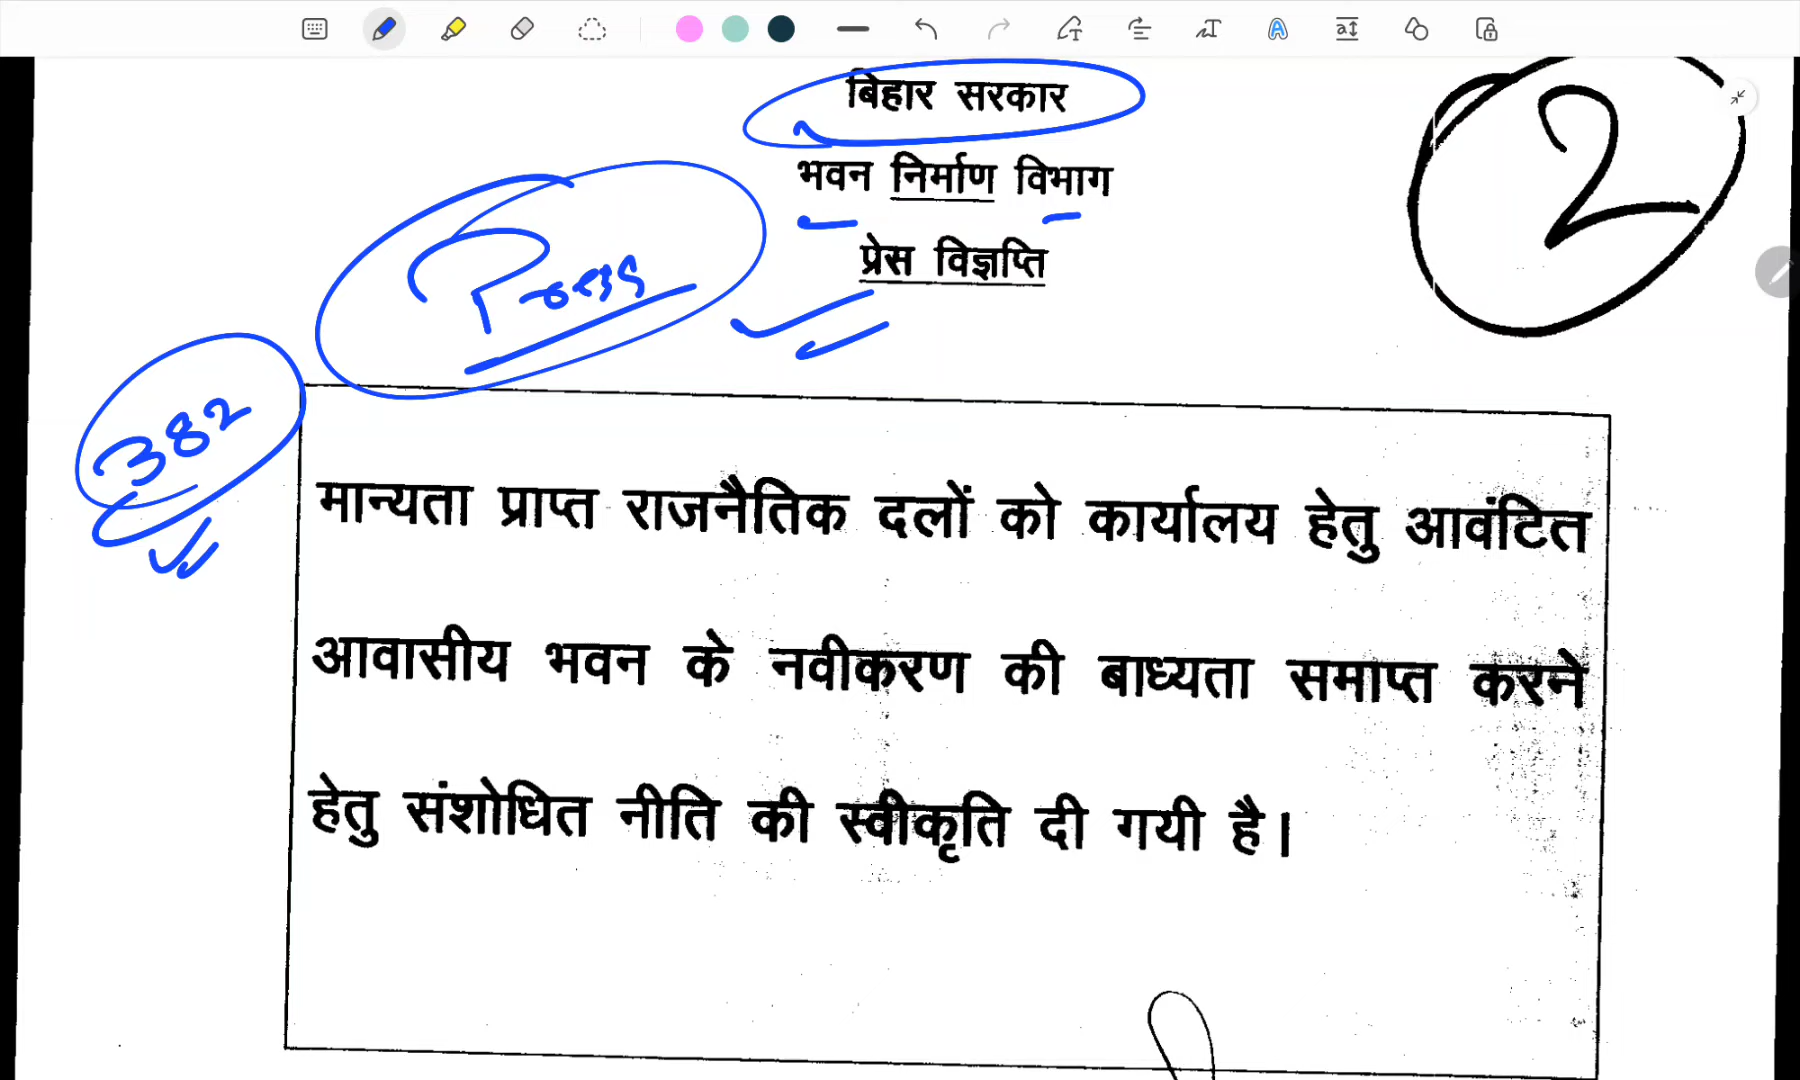 बिहार सरकार
भवन निर्माण विभाग
प्रेस विज्ञप्ति
2
Press
382
मान्यता प्राप्त राजनैतिक दलों को कार्यालय हेतु आवंटित
आवासीय भवन के नवीकरण की बाध्यता समाप्त करने
हेतु संशोधित नीति की स्वीकृति दी गयी है।